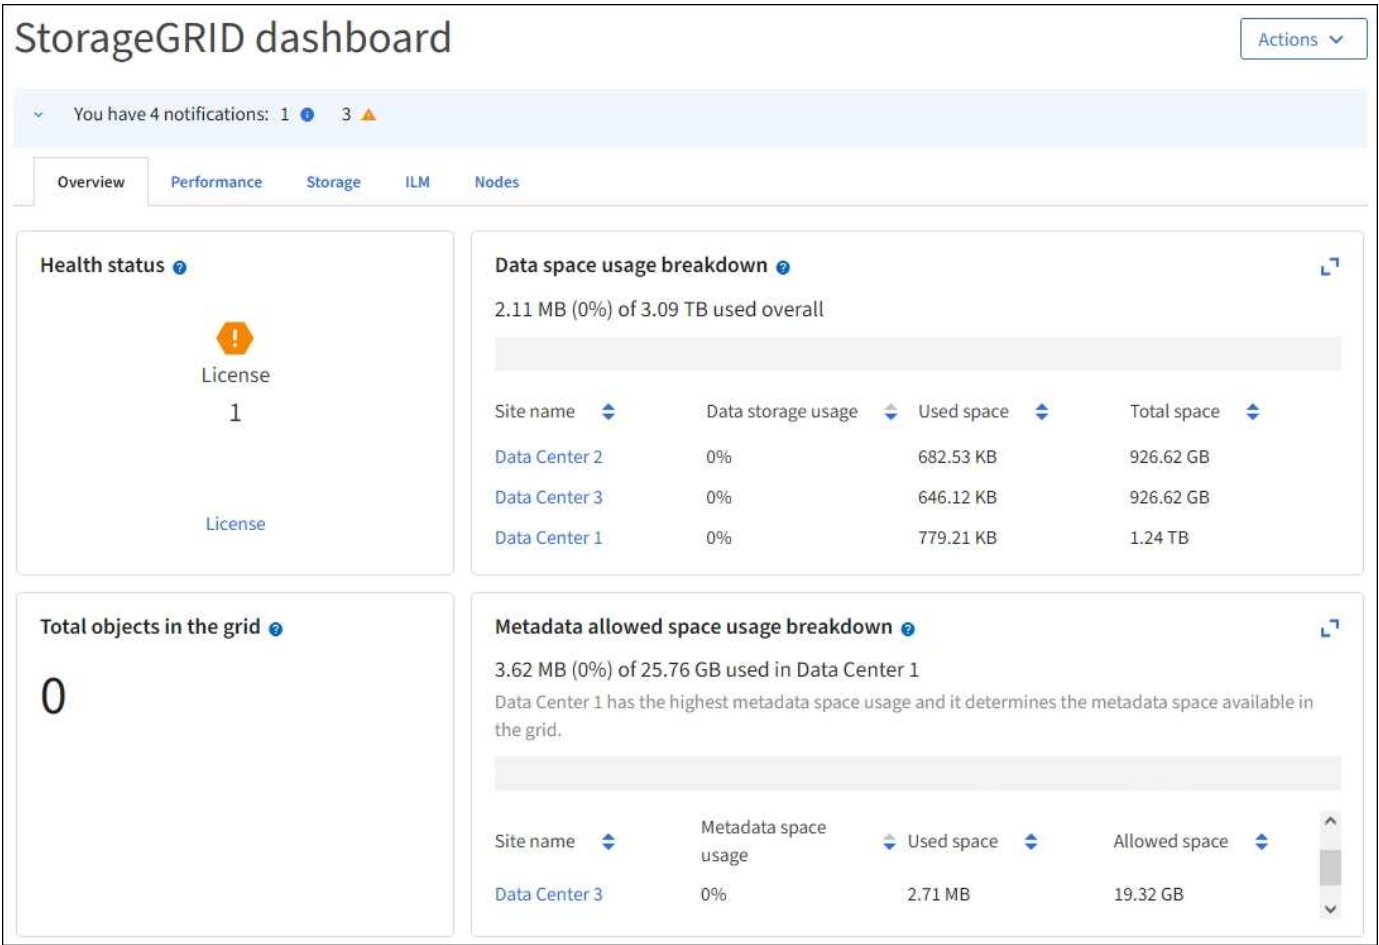 StorageGRID dashboard
Actions
You have 4 notifications: 1 3
Overview Performance Storage ILM Nodes
Health status
License
1
License
Data space usage breakdown
2.11 MB (0%) of 3.09 TB used overall
Site name Data storage usage Used space Total space
Data Center 2 0% 682.53 KB 926.62 GB
Data Center 3 0% 646.12 KB 926.62 GB
Data Center 1 0% 779.21 KB 1.24 TB
Total objects in the grid
0
Metadata allowed space usage breakdown
3.62 MB (0%) of 25.76 GB used in Data Center 1
Data Center 1 has the highest metadata space usage and it determines the metadata space available in
the grid.
Site name Metadata space usage Used space Allowed space
Data Center 3 0% 2.71 MB 19.32 GB